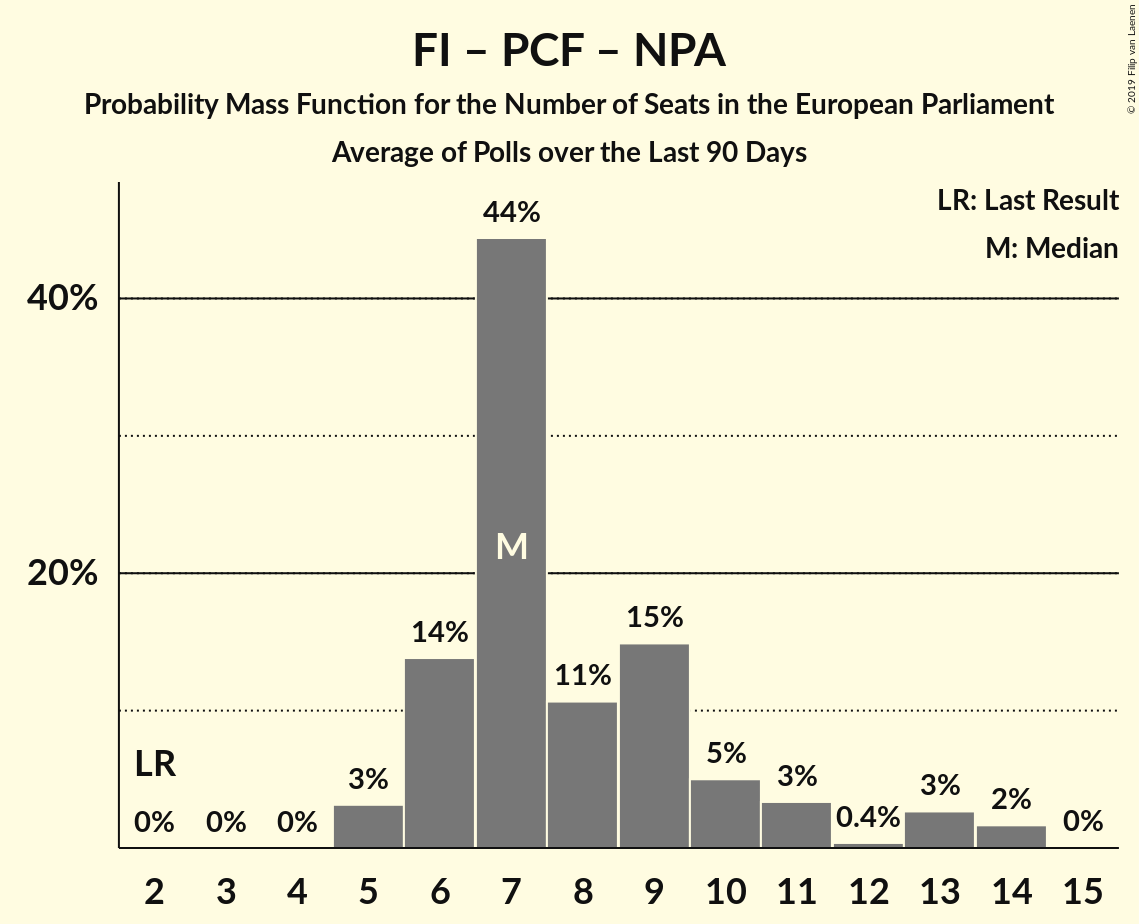 FI – PCF – NPA
Probability Mass Function for the Number of Seats in the European Parliament
Average of Polls over the Last 90 Days
© 2019 Filip van Laenen
LR: Last Result
M: Median
44%
40%
M
20%
15%
14%
11%
LR
5%
3%
3%
3%
2%
0.4%
0%
0%
0%
0%
2 3 4 5 6 7 8 9 10 11 12 13 14 15